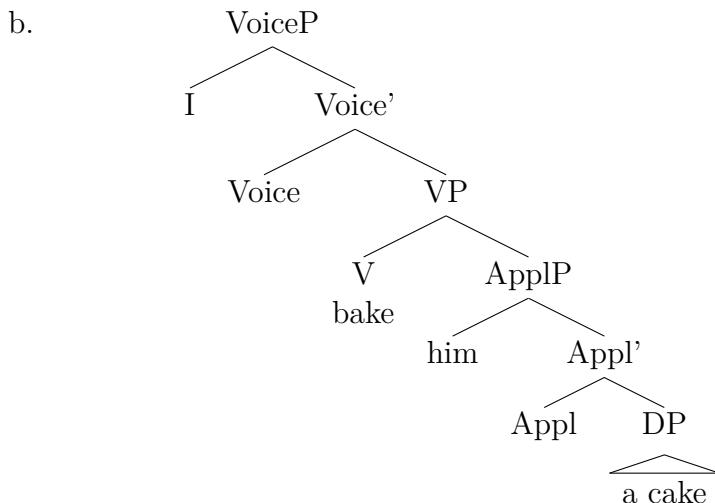 b. VoiceP
I Voice’
Voice VP
V ApplP
bake
him Appl’
Appl DP
a cake